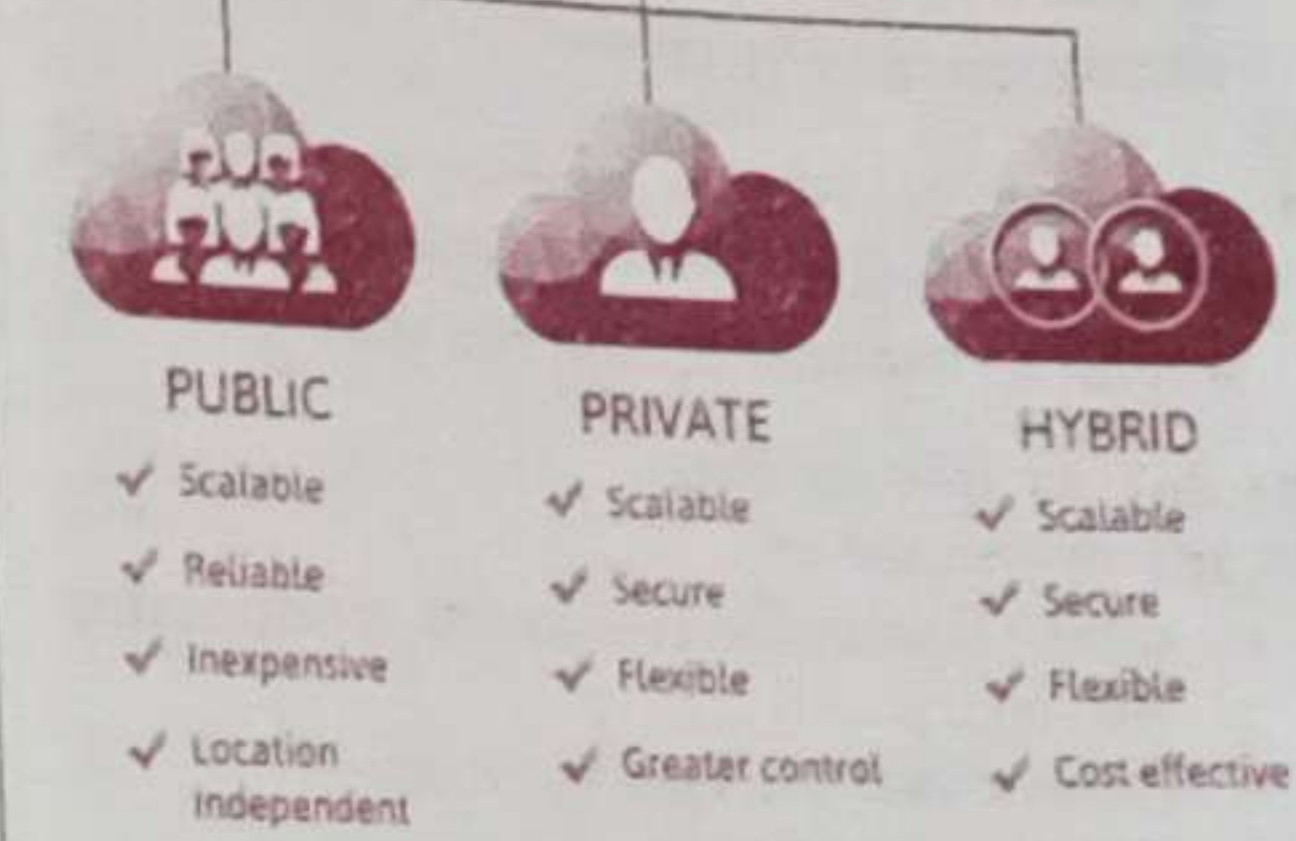 PUBLIC
✓ Scalable
✓ Reliable
✓ Inexpensive
✓ Location
Independent
PRIVATE
✓ Scalable
✓ Secure
✓ Flexible
✓ Greater control
HYBRID
✓ Scalable
✓ Secure
✓ Flexible
✓ Cost effective